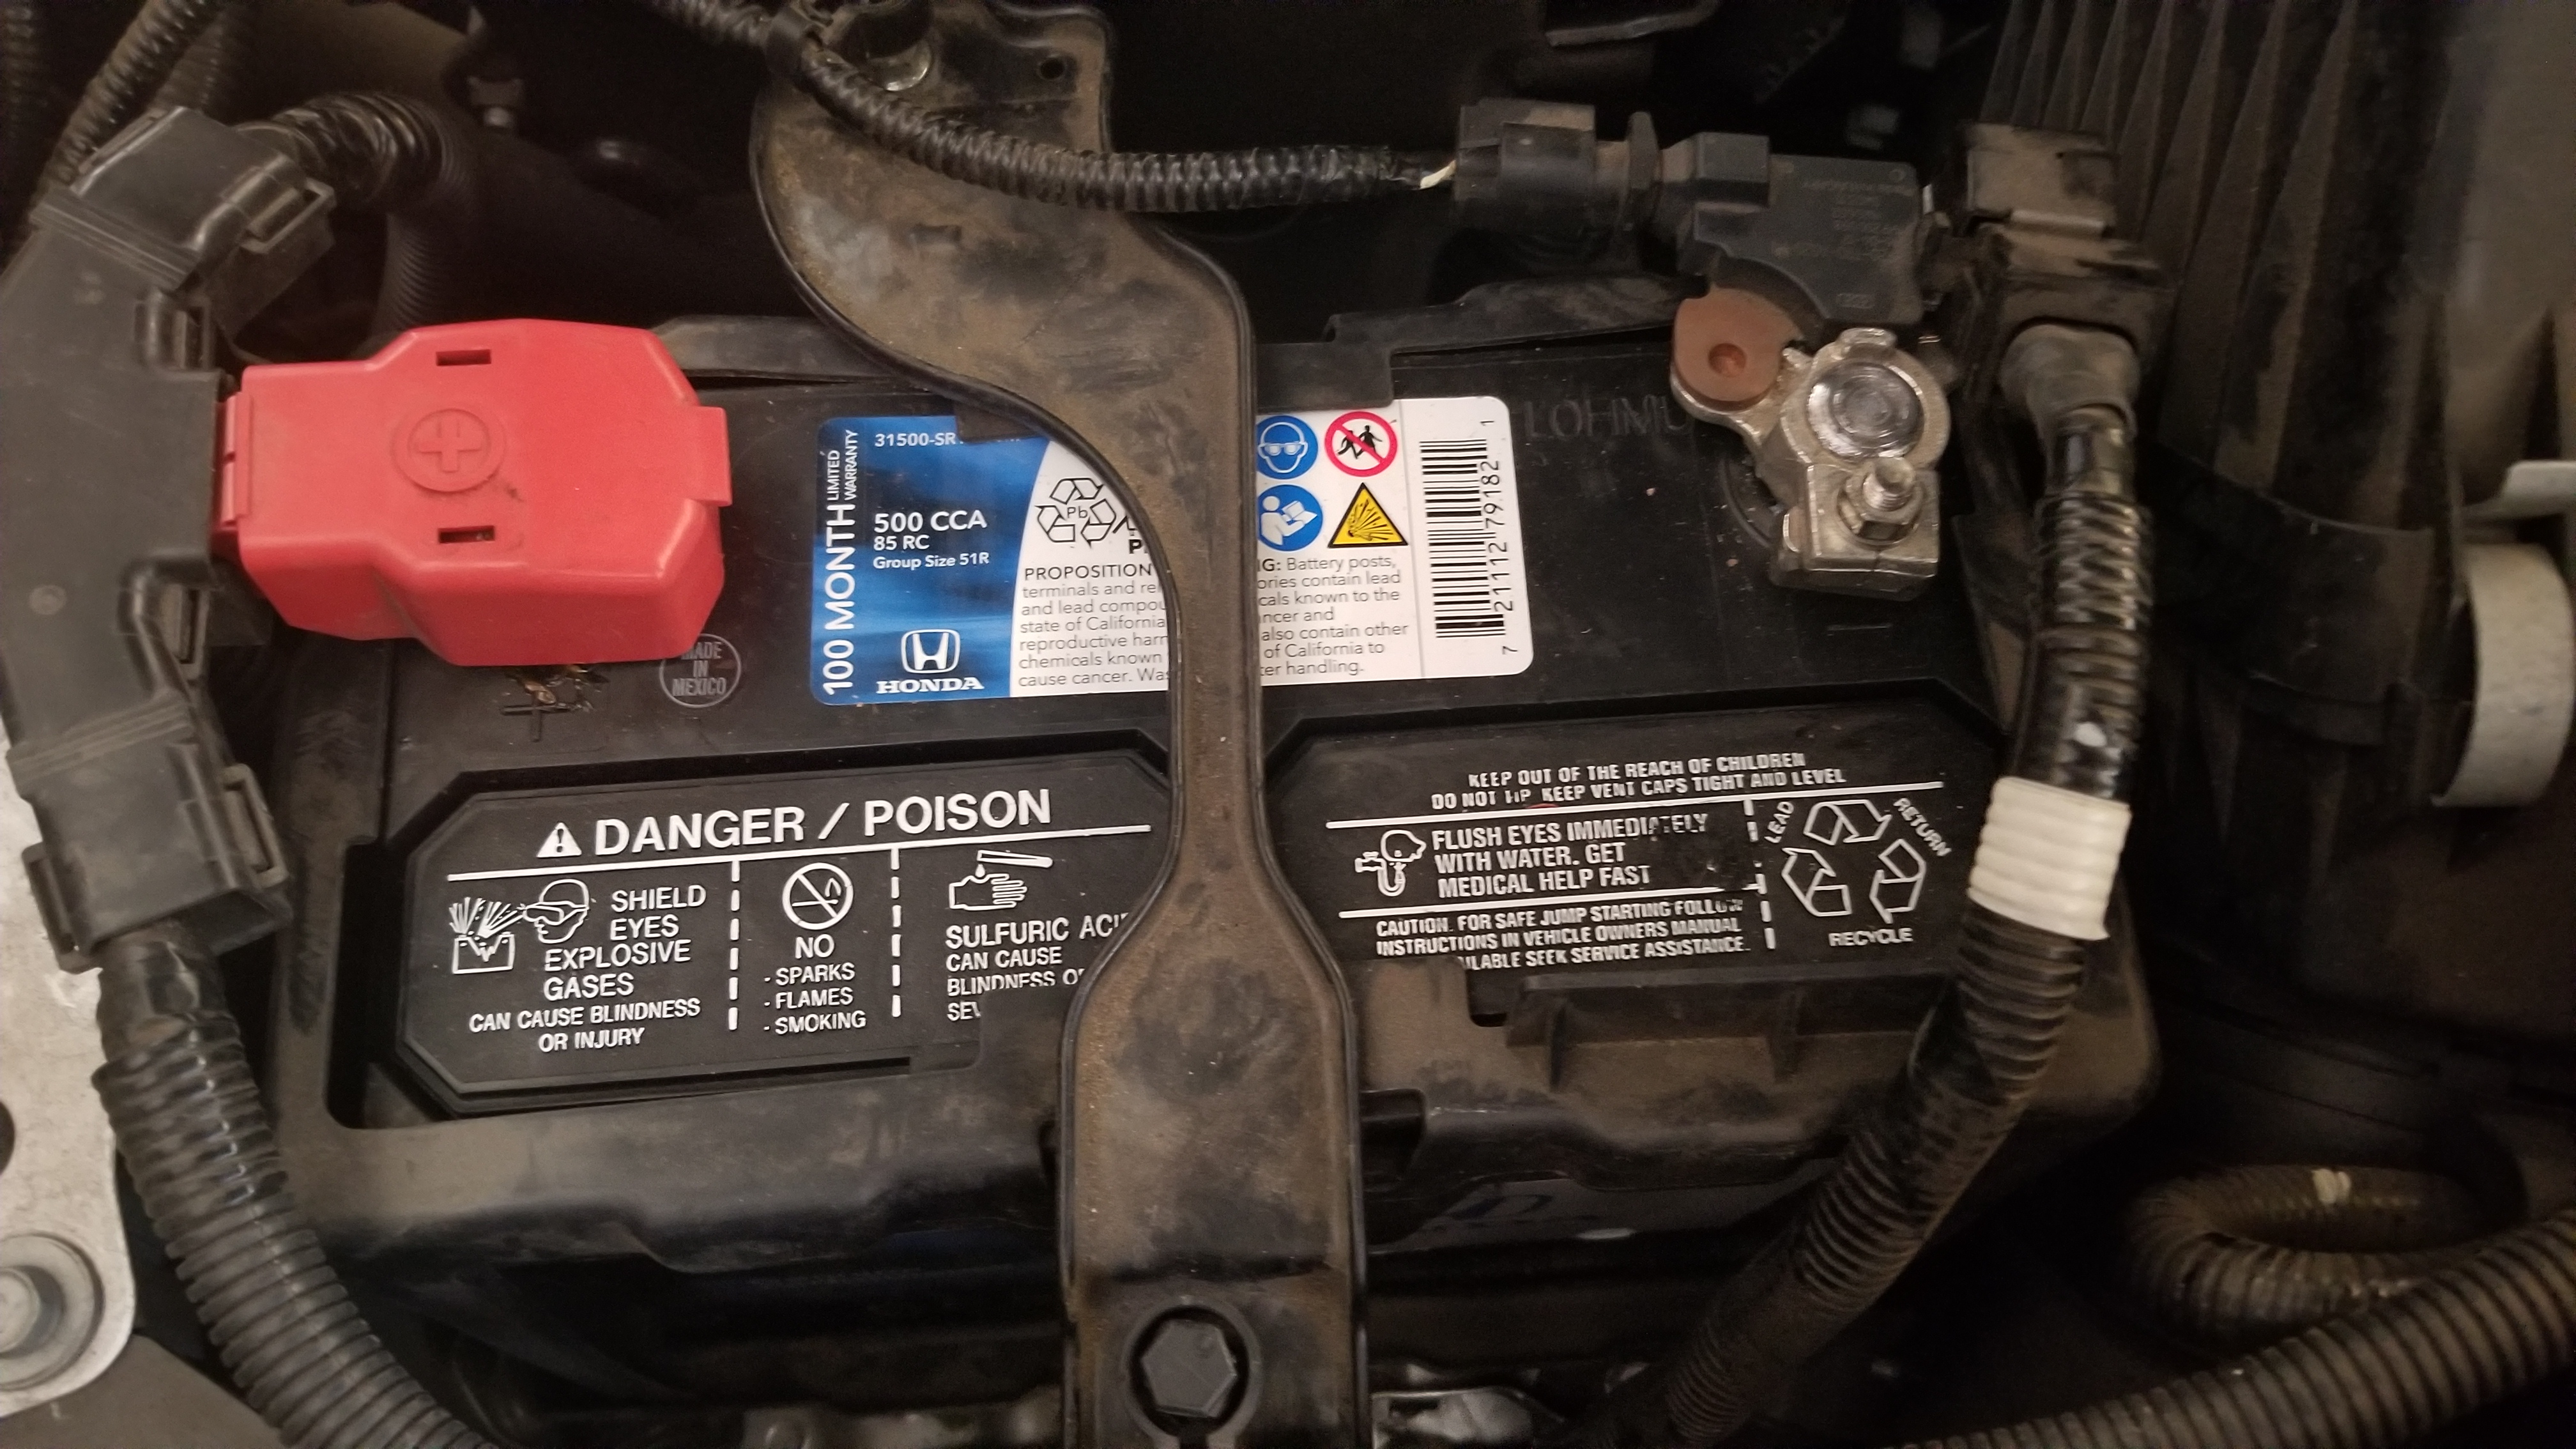 100 MONTH LIMITED WARRANTY
31500-SR
500 CCA
85 RC
Group Size 51R
HONDA
Pb
PROPOSITION
terminals and rel
and lead compou
state of California
reproductive harm
chemicals known
cause cancer. Was
G: Battery posts,
ories contain lead
cals known to the
ncer and
also contain other
of California to
ter handling.
7 21112 79182 1
LOHMU
MADE
IN
MEXICO
DANGER / POISON
SHIELD
EYES
EXPLOSIVE
GASES
CAN CAUSE BLINDNESS
OR INJURY
NO
- SPARKS
- FLAMES
- SMOKING
SULFURIC ACI
CAN CAUSE
BLINDNESS O
SEV
KEEP OUT OF THE REACH OF CHILDREN
DO NOT TIP KEEP VENT CAPS TIGHT AND LEVEL
FLUSH EYES IMMEDIATELY
WITH WATER. GET
MEDICAL HELP FAST
CAUTION. FOR SAFE JUMP STARTING FOLLOW
INSTRUCTIONS IN VEHICLE OWNERS MANUAL
ILABLE SEEK SERVICE ASSISTANCE.
LEAD
RETURN
RECYCLE